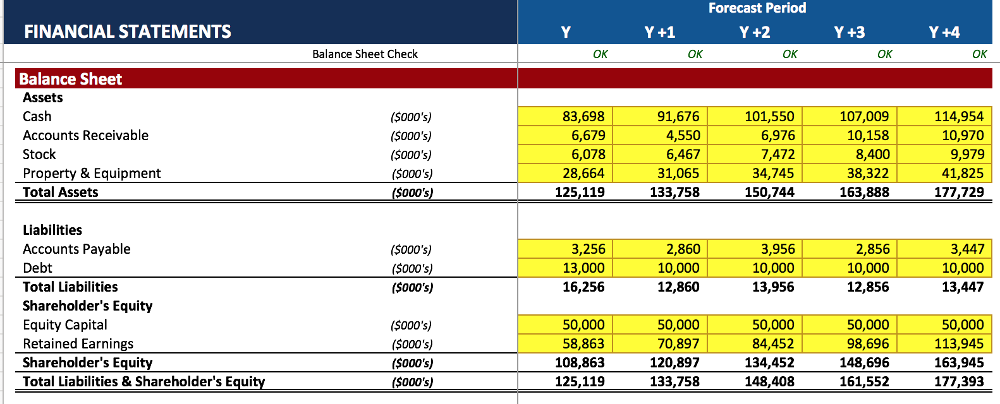 Forecast Period
FINANCIAL STATEMENTS Y Y +1 Y +2 Y +3 Y +4
Balance Sheet Check OK OK OK OK OK
Balance Sheet
Assets
Cash ($000's) 83,698 91,676 101,550 107,009 114,954
Accounts Receivable ($000's) 6,679 4,550 6,976 10,158 10,970
Stock ($000's) 6,078 6,467 7,472 8,400 9,979
Property & Equipment ($000's) 28,664 31,065 34,745 38,322 41,825
Total Assets ($000's) 125,119 133,758 150,744 163,888 177,729
Liabilities
Accounts Payable ($000's) 3,256 2,860 3,956 2,856 3,447
Debt ($000's) 13,000 10,000 10,000 10,000 10,000
Total Liabilities ($000's) 16,256 12,860 13,956 12,856 13,447
Shareholder's Equity
Equity Capital ($000's) 50,000 50,000 50,000 50,000 50,000
Retained Earnings ($000's) 58,863 70,897 84,452 98,696 113,945
Shareholder's Equity ($000's) 108,863 120,897 134,452 148,696 163,945
Total Liabilities & Shareholder's Equity ($000's) 125,119 133,758 148,408 161,552 177,393